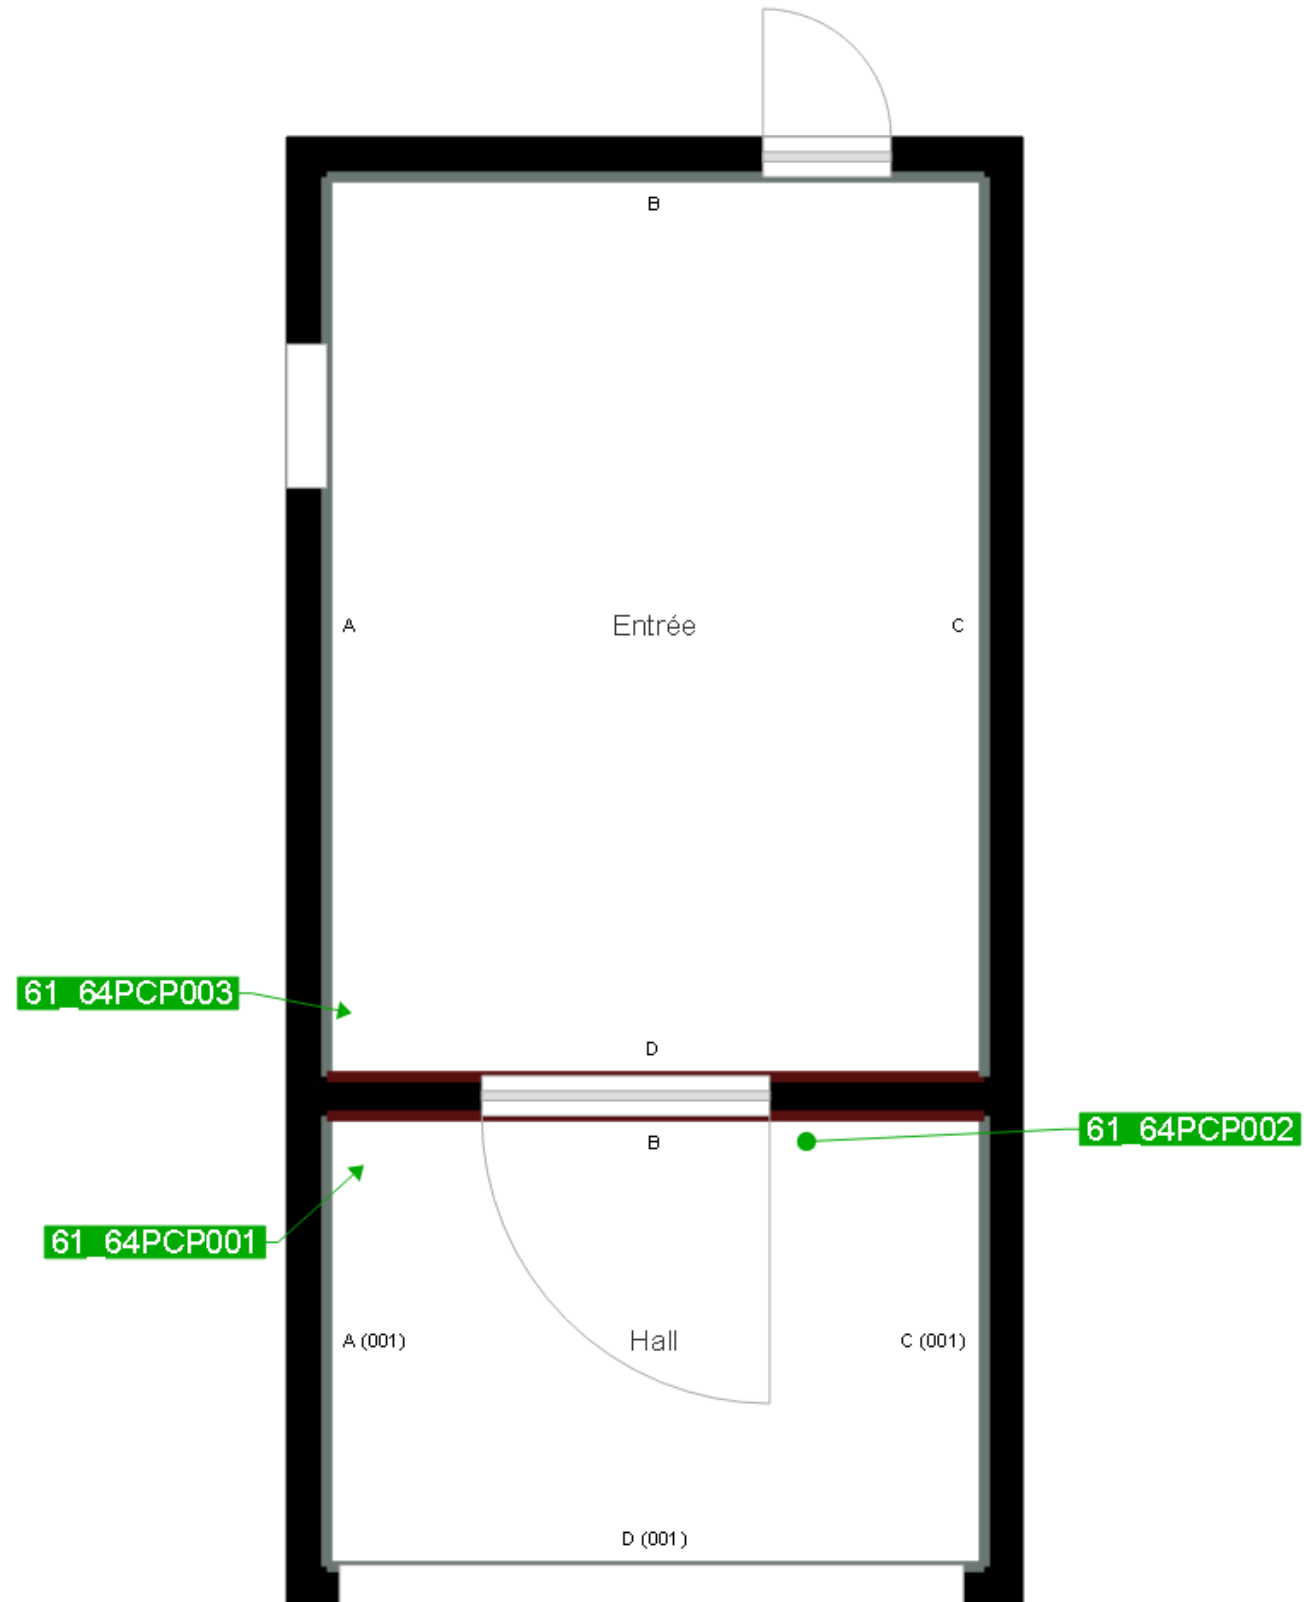 B
A
Entrée
C
61_64PCP003
D
61_64PCP002
B
61_64PCP001
A (001)
Hall
C (001)
D (001)